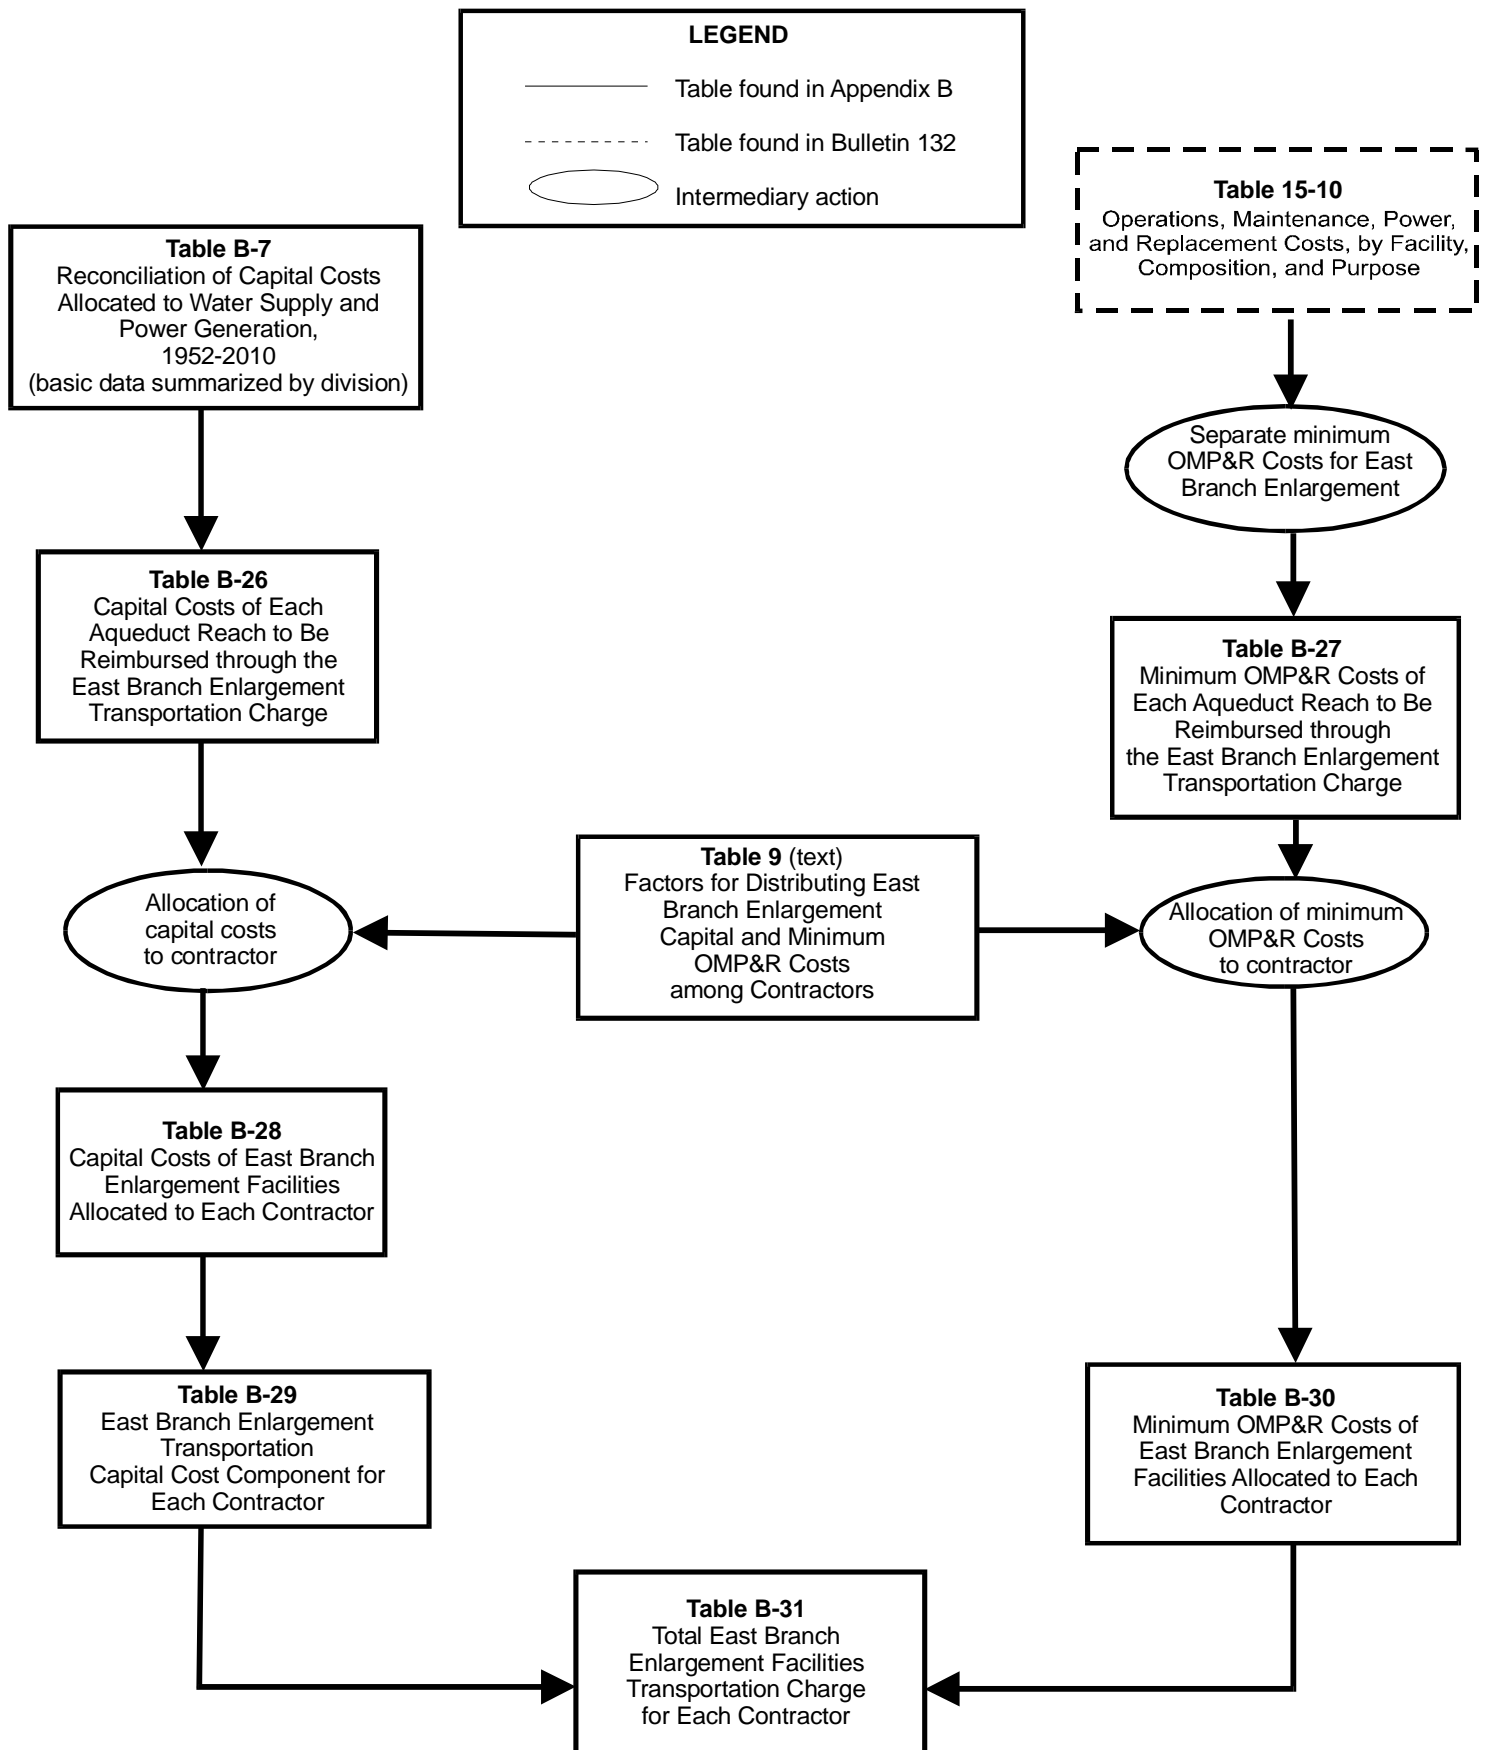 LEGEND
Table found in Appendix B
Table found in Bulletin 132
Intermediary action
Table 15-10
Operations, Maintenance, Power,
and Replacement Costs, by Facility,
Composition, and Purpose
Table B-7
Reconciliation of Capital Costs
Allocated to Water Supply and
Power Generation,
1952-2010
(basic data summarized by division)
Separate minimum
OMP&R Costs for East
Branch Enlargement
Table B-26
Capital Costs of Each
Aqueduct Reach to Be
Reimbursed through the
East Branch Enlargement
Transportation Charge
Table B-27
Minimum OMP&R Costs of
Each Aqueduct Reach to Be
Reimbursed through
the East Branch Enlargement
Transportation Charge
Allocation of
capital costs
to contractor
Table 9 (text)
Factors for Distributing East
Branch Enlargement
Capital and Minimum
OMP&R Costs
among Contractors
Allocation of minimum
OMP&R Costs
to contractor
Table B-28
Capital Costs of East Branch
Enlargement Facilities
Allocated to Each Contractor
Table B-29
East Branch Enlargement
Transportation
Capital Cost Component for
Each Contractor
Table B-30
Minimum OMP&R Costs of
East Branch Enlargement
Facilities Allocated to Each
Contractor
Table B-31
Total East Branch
Enlargement Facilities
Transportation Charge
for Each Contractor